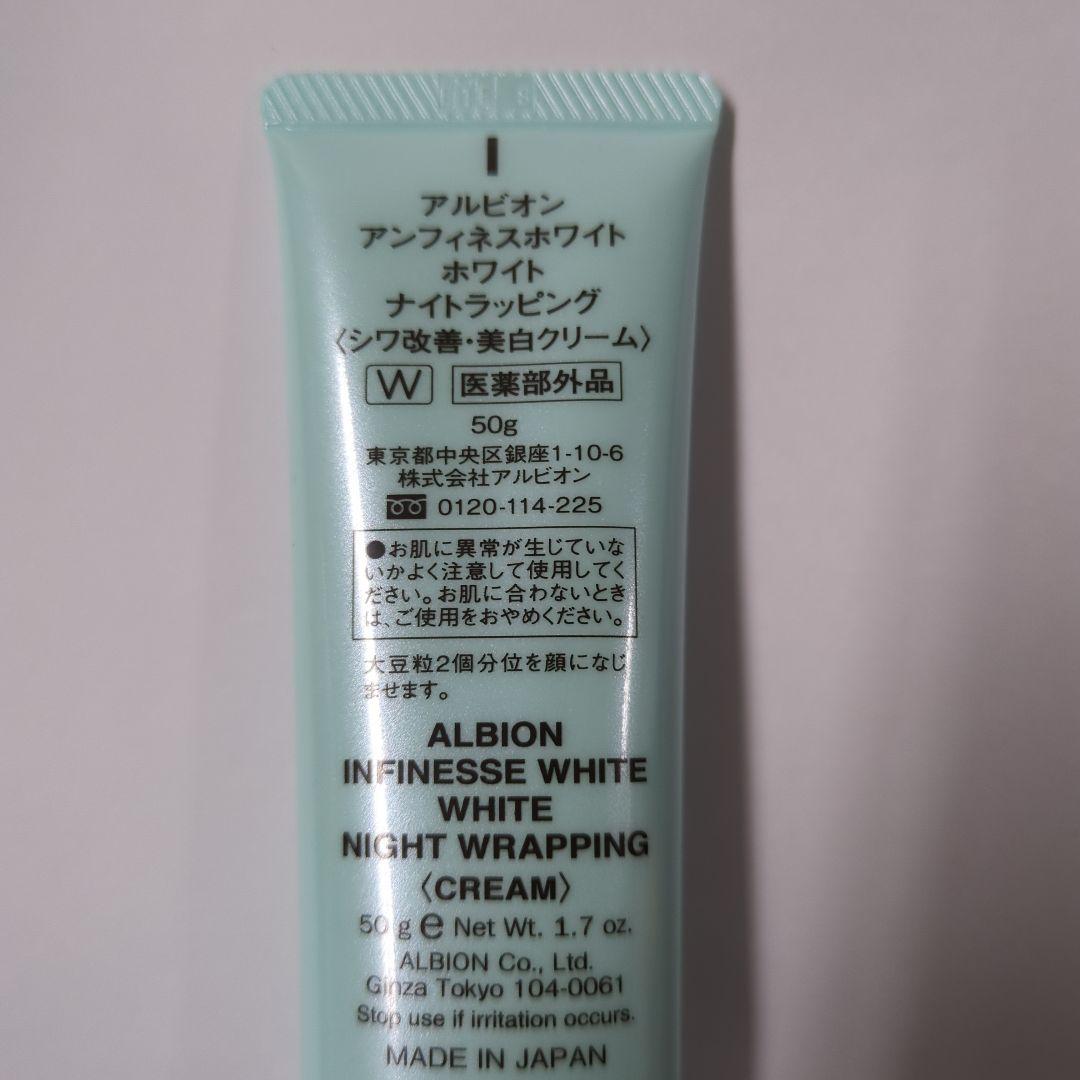 アルビオン
アンフィネスホワイト
ホワイト
ナイトラッピング
〈シワ改善・美白クリーム〉
W 医薬部外品
50g
東京都中央区銀座1-10-6
株式会社アルビオン
0120-114-225
●お肌に異常が生じていな
いかよく注意して使用してく
ださい。お肌に合わないとき
は、ご使用をおやめください。
大豆粒2個分位を顔になじ
ませます。
ALBION
INFINESSE WHITE
WHITE
NIGHT WRAPPING
〈CREAM〉
50 g e Net Wt. 1.7 oz.
ALBION Co., Ltd.
Ginza Tokyo 104-0061
Stop use if irritation occurs.
MADE IN JAPAN